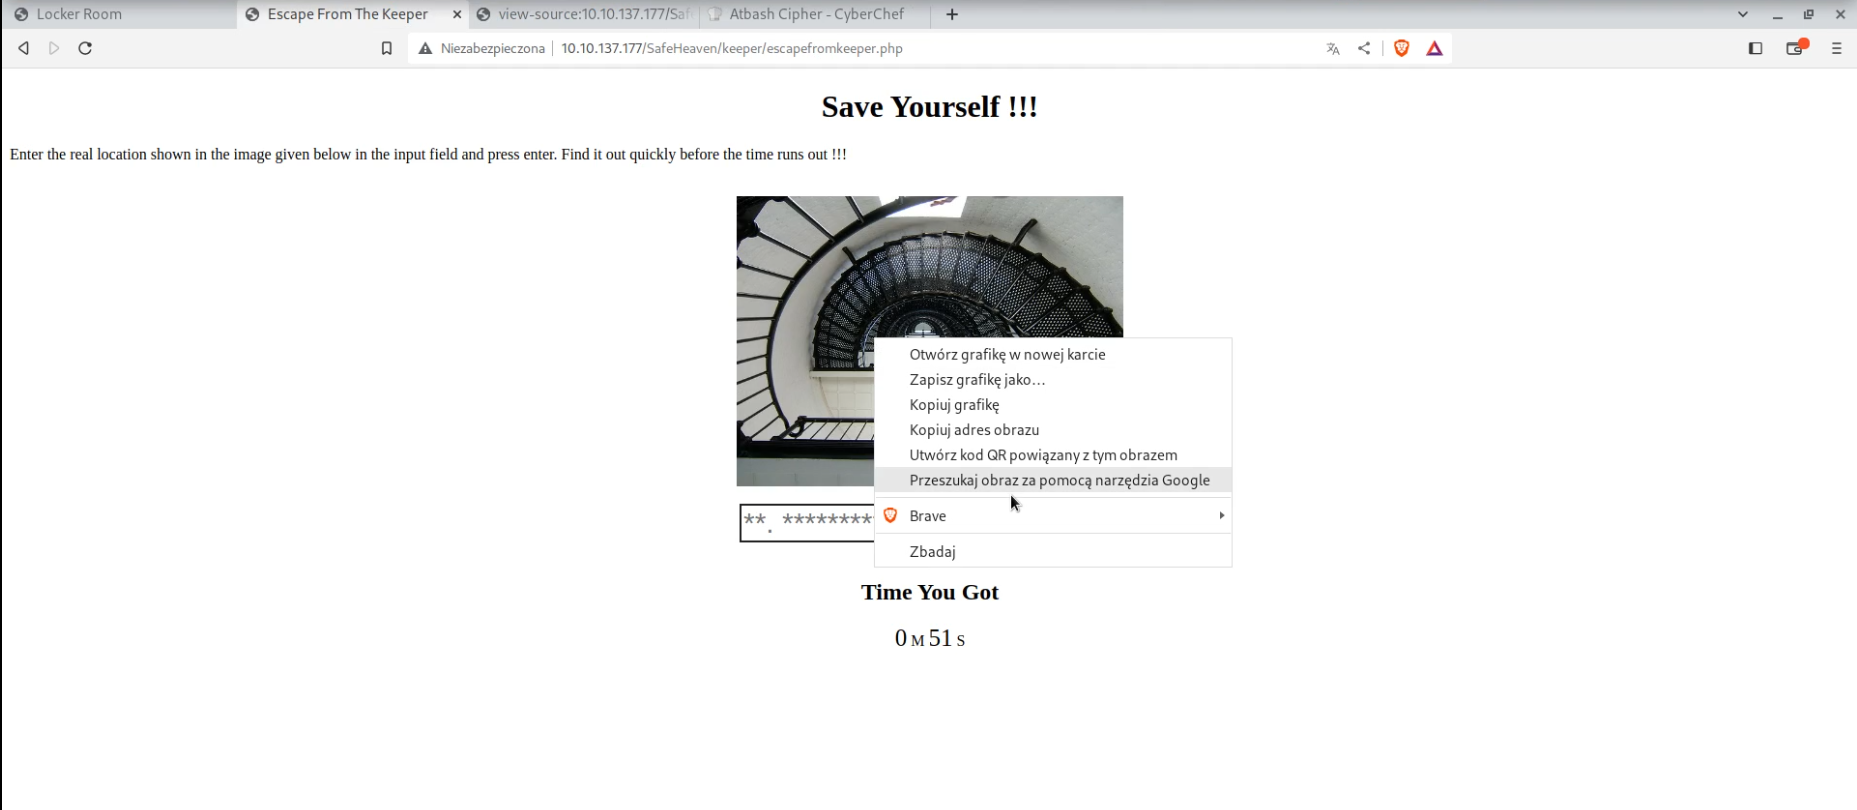 Locker Room
Escape From The Keeper
view-source:10.10.137.177/Saf
Atbash Cipher - CyberChef
Niezabezpieczona
10.10.137.177/SafeHeaven/keeper/escapefromkeeper.php
Save Yourself !!!
Enter the real location shown in the image given below in the input field and press enter. Find it out quickly before the time runs out !!!
Otwórz grafikę w nowej karcie
Zapisz grafikę jako…
Kopiuj grafikę
Kopiuj adres obrazu
Utwórz kod QR powiązany z tym obrazem
Przeszukaj obraz za pomocą narzędzia Google
**. *********
Brave
Zbadaj
Time You Got
0 M 51 S